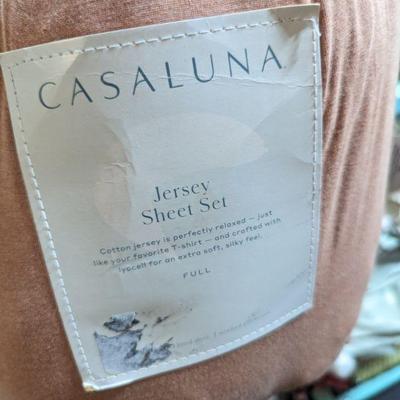 CASALUNA
Jersey
Sheet Set
Cotton jersey is perfectly relaxed — just
like your favorite T-shirt — and crafted with
lyocell for an extra soft, silky feel.
FULL